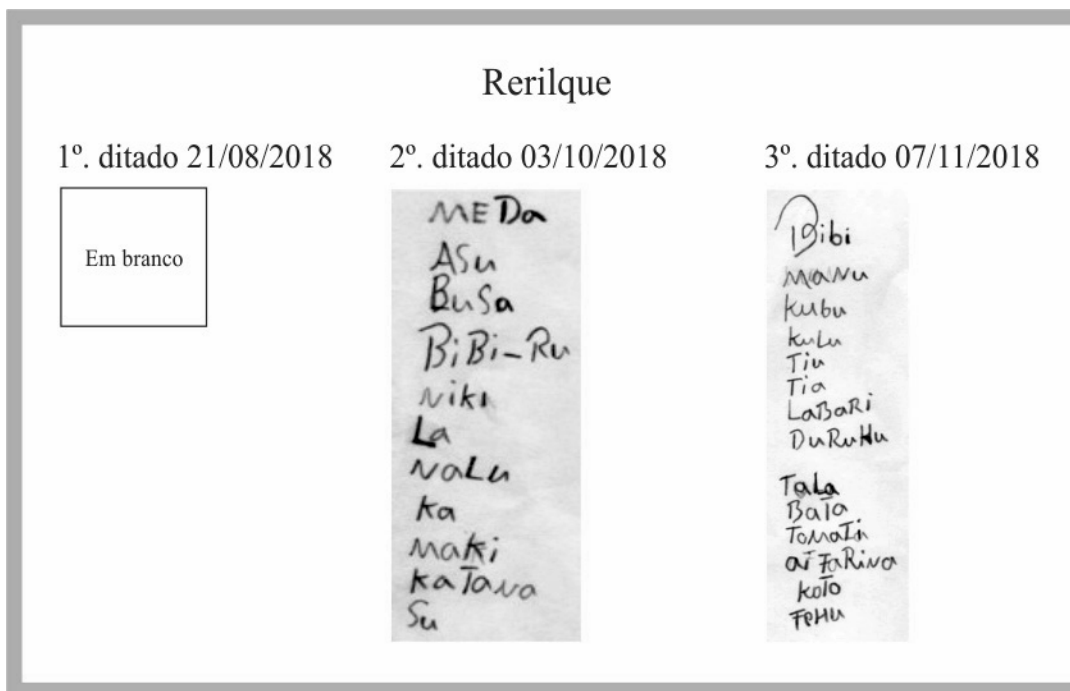 Rerilque
1º. ditado 21/08/2018
Em branco
2º. ditado 03/10/2018
MEDa
ASu
BuSa
BiBi-Ru
Niki
La
NaLu
Ka
Maki
KaTaNa
Su
3º. ditado 07/11/2018
Bibi
MaNu
Kubu
KuLu
Tiu
Tia
LaBaRi
DuRuHu
TaLa
BaTa
ToMaTi
KoTo
FeHu